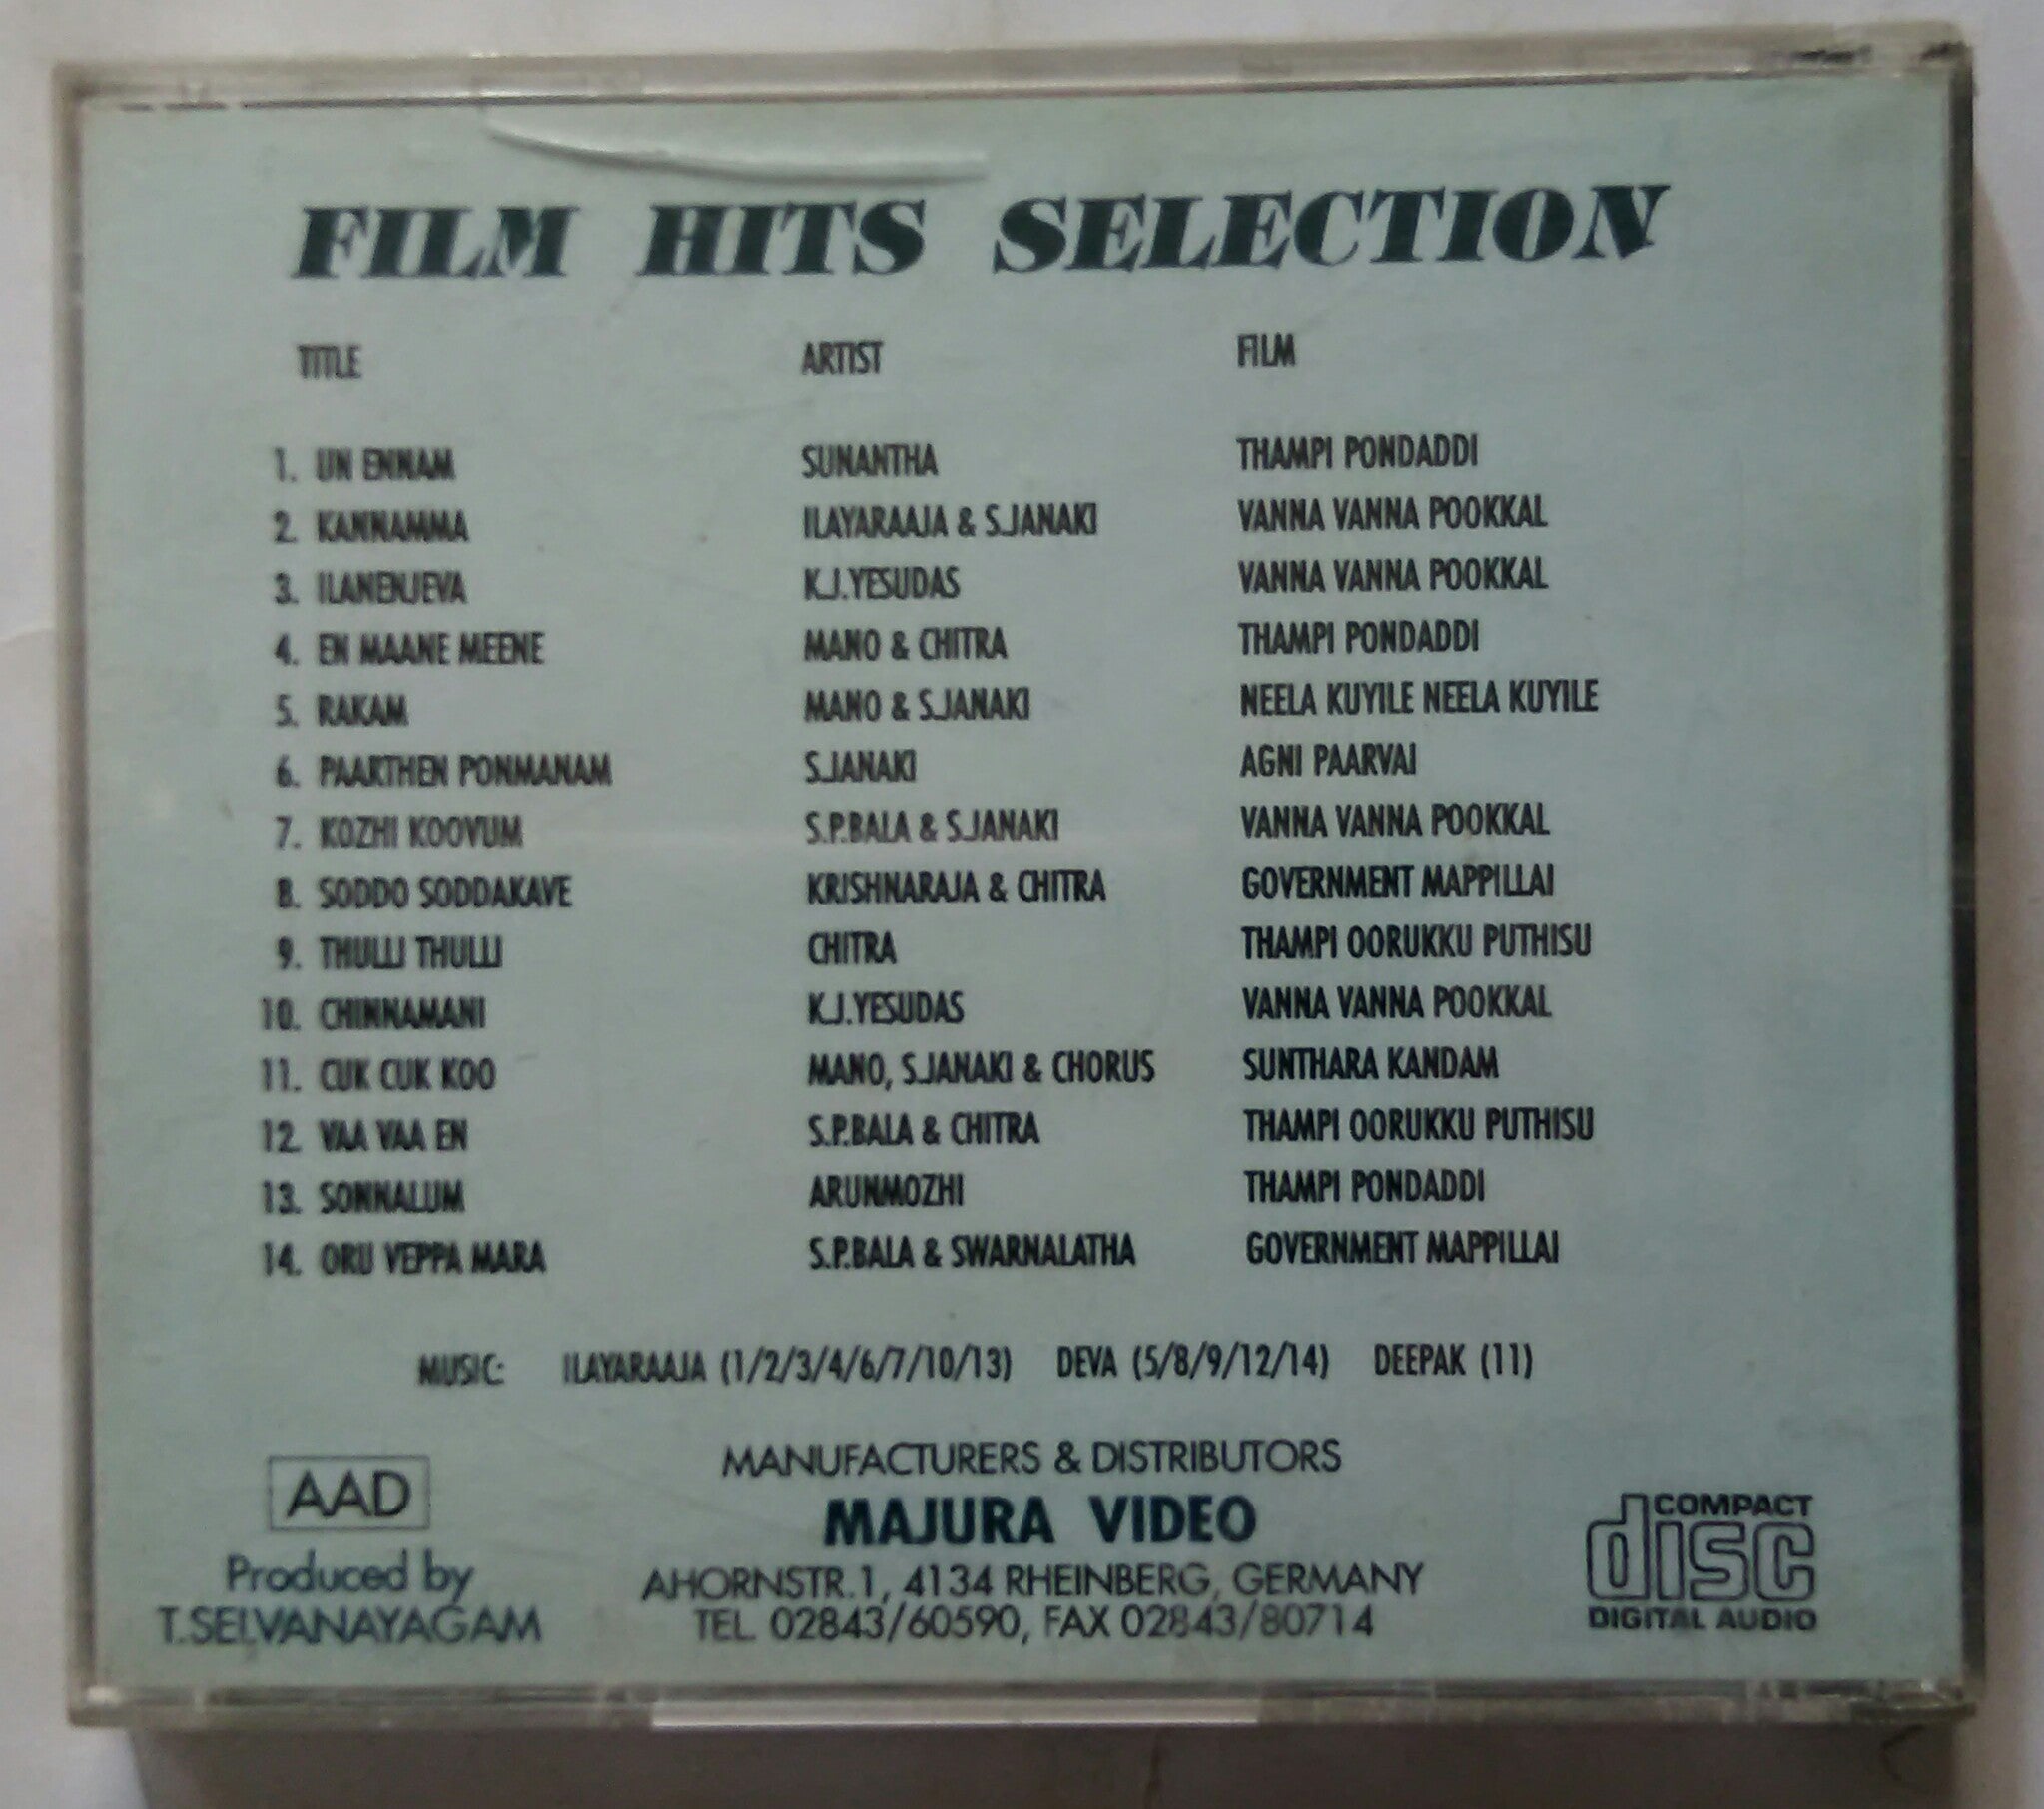 FILM HITS SELECTION
TITLE ARTIST FILM
1. UN ENNAM SUNANTHA THAMPI PONDADDI
2. KANNAMMA ILAYARAAJA & S.JANAKI VANNA VANNA POOKKAL
3. ILANENJEVA K.J.YESUDAS VANNA VANNA POOKKAL
4. EN MAANE MEENE MANO & CHITRA THAMPI PONDADDI
5. RAKAM MANO & S.JANAKI NEELA KUYILE NEELA KUYILE
6. PAARTHEN PONMANAM S.JANAKI AGNI PAARVAI
7. KOZHI KOOVUM S.P.BALA & S.JANAKI VANNA VANNA POOKKAL
8. SODDO SODDAKAVE KRISHNARAJA & CHITRA GOVERNMENT MAPPILLAI
9. THULLI THULLI CHITRA THAMPI OORUKKU PUTHISU
10. CHINNAMANI K.J.YESUDAS VANNA VANNA POOKKAL
11. CUK CUK KOO MANO, S.JANAKI & CHORUS SUNTHARA KANDAM
12. VAA VAA EN S.P.BALA & CHITRA THAMPI OORUKKU PUTHISU
13. SONNALUM ARUNMOZHI THAMPI PONDADDI
14. ORU VEPPA MARA S.P.BALA & SWARNALATHA GOVERNMENT MAPPILLAI
MUSIC: ILAYARAAJA (1/2/3/4/6/7/10/13) DEVA (5/8/9/12/14) DEEPAK (11)
AAD
Produced by
T.SELVANAYAGAM
MANUFACTURERS & DISTRIBUTORS
MAJURA VIDEO
AHORNSTR.1, 4134 RHEINBERG, GERMANY
TEL. 02843/60590, FAX 02843/80714
COMPACT
disc
DIGITAL AUDIO